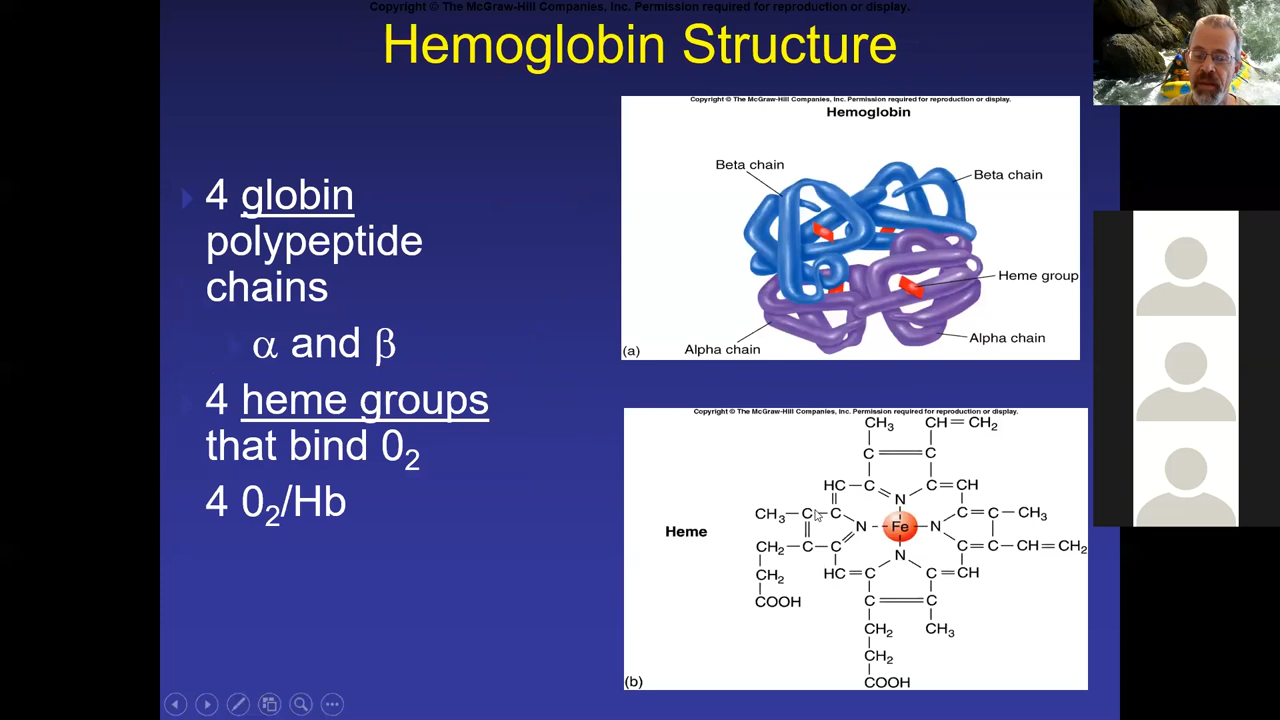 Copyright © The McGraw-Hill Companies, Inc. Permission required for reproduction or display.
Hemoglobin Structure
4 globin
polypeptide
chains
α and β
4 heme groups
that bind 0₂
4 0₂/Hb
Copyright © The McGraw-Hill Companies, Inc. Permission required for reproduction or display.
Hemoglobin
Beta chain
Beta chain
Heme group
Alpha chain
Alpha chain
(a)
Copyright © The McGraw-Hill Companies, Inc. Permission required for reproduction or display.
CH₃ CH=CH₂
C C
HC C C CH
N
CH₃ C C C C CH₃
N Fe N
CH₂ C C N C C CH=CH₂
HC C C CH
CH₂
COOH C C
CH₂ CH₃
CH₂
COOH
Heme
(b)